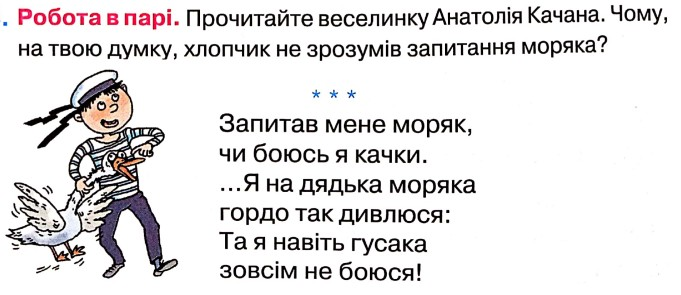 . Робота в парі. Прочитайте веселинку Анатолія Качана. Чому,
на твою думку, хлопчик не зрозумів запитання моряка?
* * *
Запитав мене моряк,
чи боюсь я качки.
...Я на дядька моряка
гордо так дивлюся:
Та я навіть гусака
зовсім не боюся!